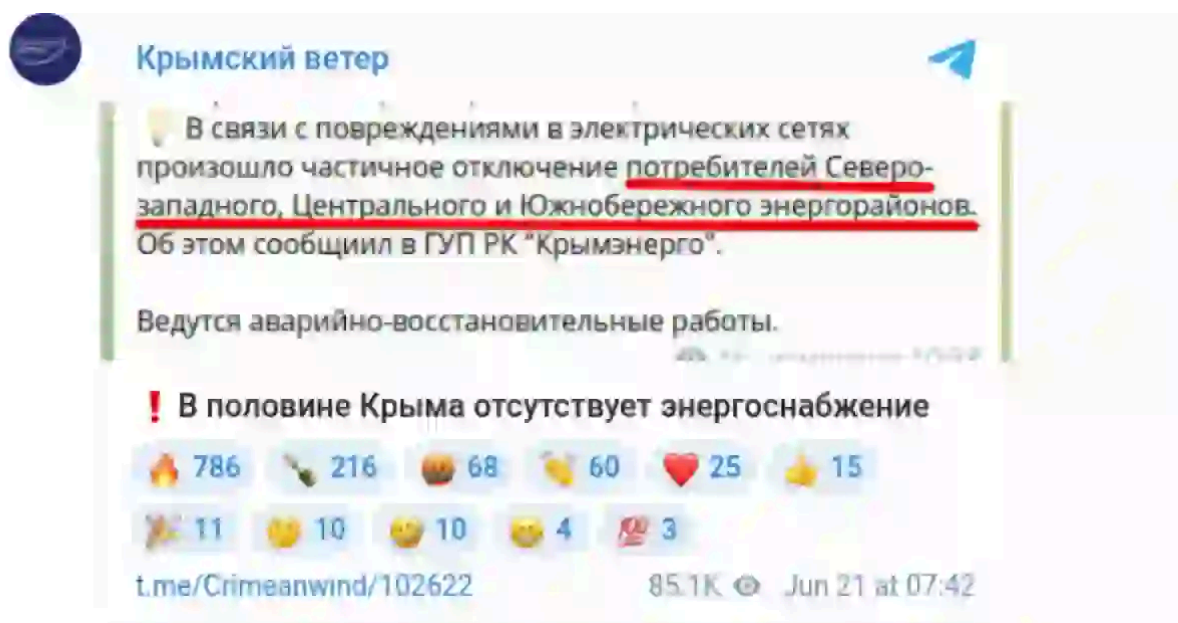 Крымский ветер
В связи с повреждениями в электрических сетях
произошло частичное отключение потребителей Северо-
западного, Центрального и Южнобережного энергорайонов.
Об этом сообщиил в ГУП РК "Крымэнерго".
Ведутся аварийно-восстановительные работы.
❗ В половине Крыма отсутствует энергоснабжение
786 216 68 60 25 15
11 10 10 4 3
t.me/Crimeanwind/102622 85.1K Jun 21 at 07:42